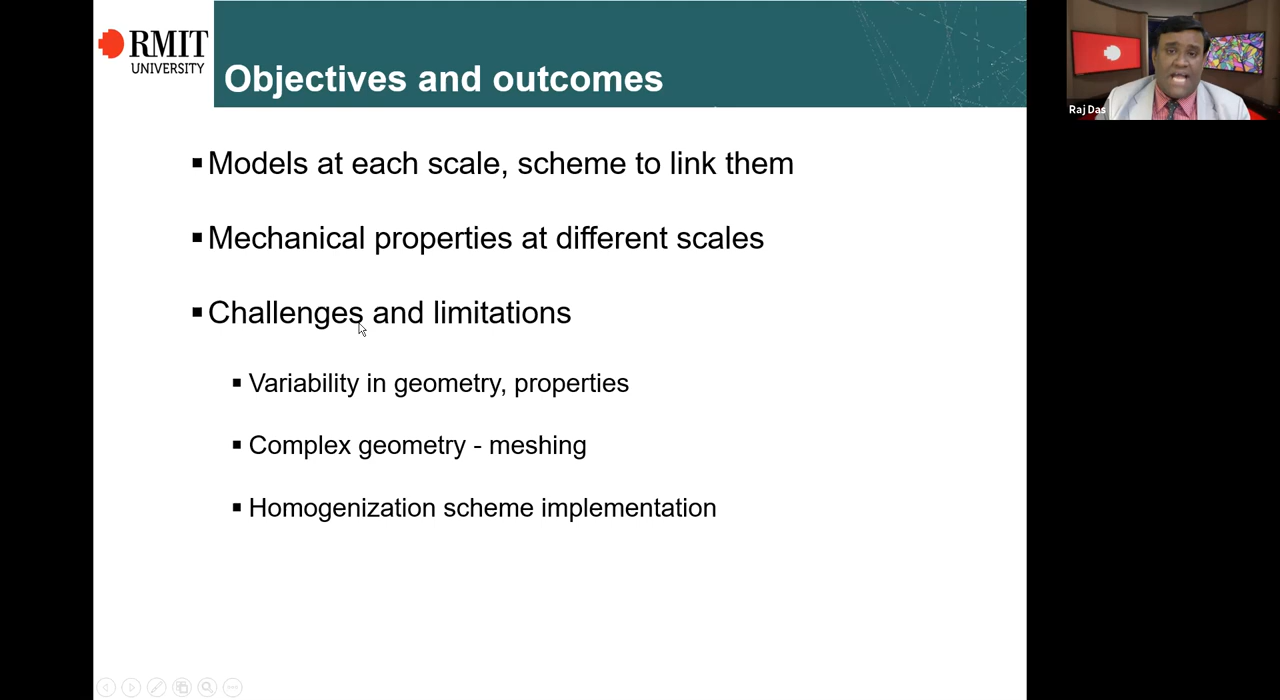 RMIT
UNIVERSITY
Objectives and outcomes
Raj Das
Models at each scale, scheme to link them
Mechanical properties at different scales
Challenges and limitations
Variability in geometry, properties
Complex geometry - meshing
Homogenization scheme implementation